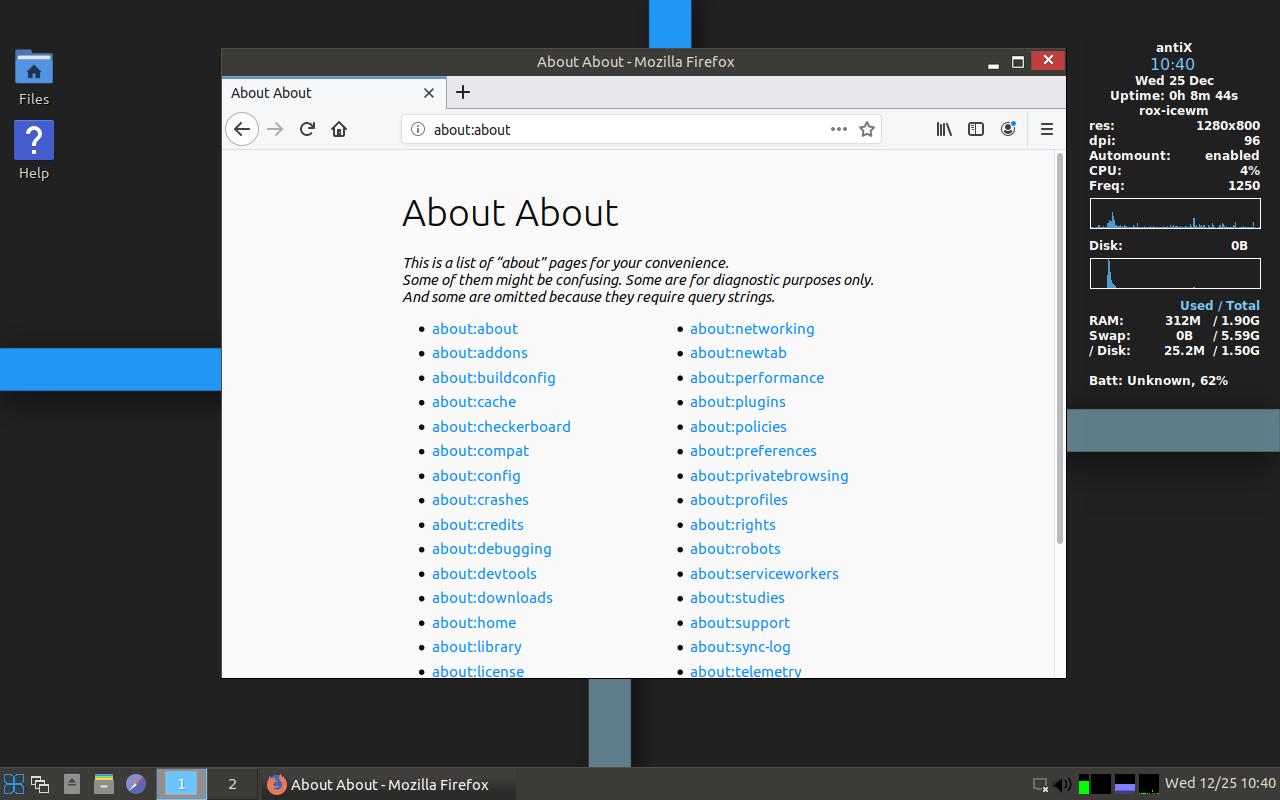 About About - Mozilla Firefox
About About
about:about
About About
This is a list of “about” pages for your convenience.
Some of them might be confusing. Some are for diagnostic purposes only.
And some are omitted because they require query strings.
about:about
about:addons
about:buildconfig
about:cache
about:checkerboard
about:compat
about:config
about:crashes
about:credits
about:debugging
about:devtools
about:downloads
about:home
about:library
about:license
about:networking
about:newtab
about:performance
about:plugins
about:policies
about:preferences
about:privatebrowsing
about:profiles
about:rights
about:robots
about:serviceworkers
about:studies
about:support
about:sync-log
about:telemetry
Files
?
Help
antiX
10:40
Wed 25 Dec
Uptime: 0h 8m 44s
rox-icewm
res: 1280x800
dpi: 96
Automount: enabled
CPU: 4%
Freq: 1250
Disk: 0B
Used / Total
RAM: 312M / 1.90G
Swap: 0B / 5.59G
/ Disk: 25.2M / 1.50G
Batt: Unknown, 62%
1
2
About About - Mozilla Firefox
Wed 12/25 10:40